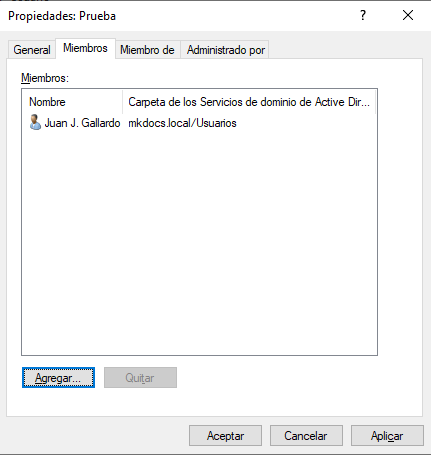 Propiedades: Prueba
General Miembros Miembro de Administrado por
Miembros:
Nombre Carpeta de los Servicios de dominio de Active Dir...
Juan J. Gallardo mkdocs.local/Usuarios
Agregar... Quitar
Aceptar Cancelar Aplicar